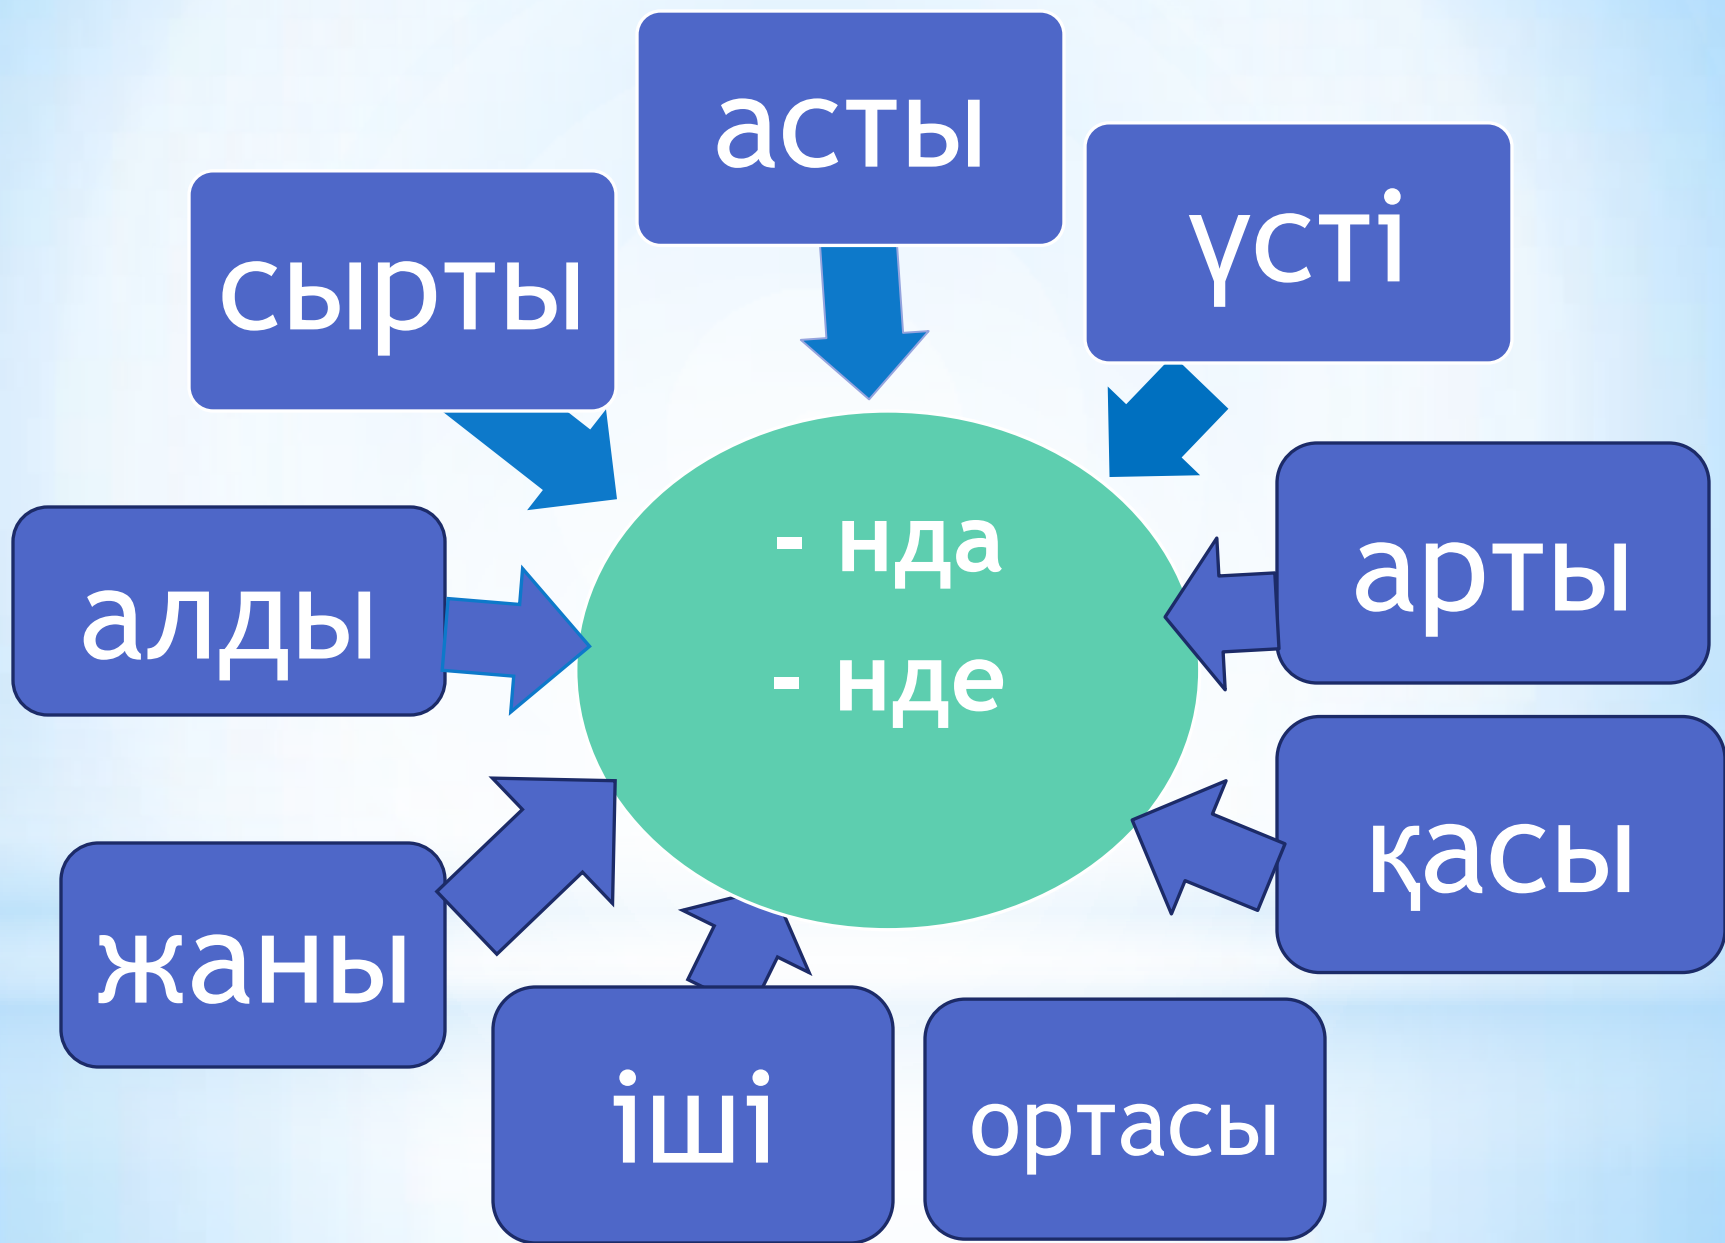 асты
үсті
сырты
- нда
- нде
арты
алды
қасы
жаны
іші
ортасы